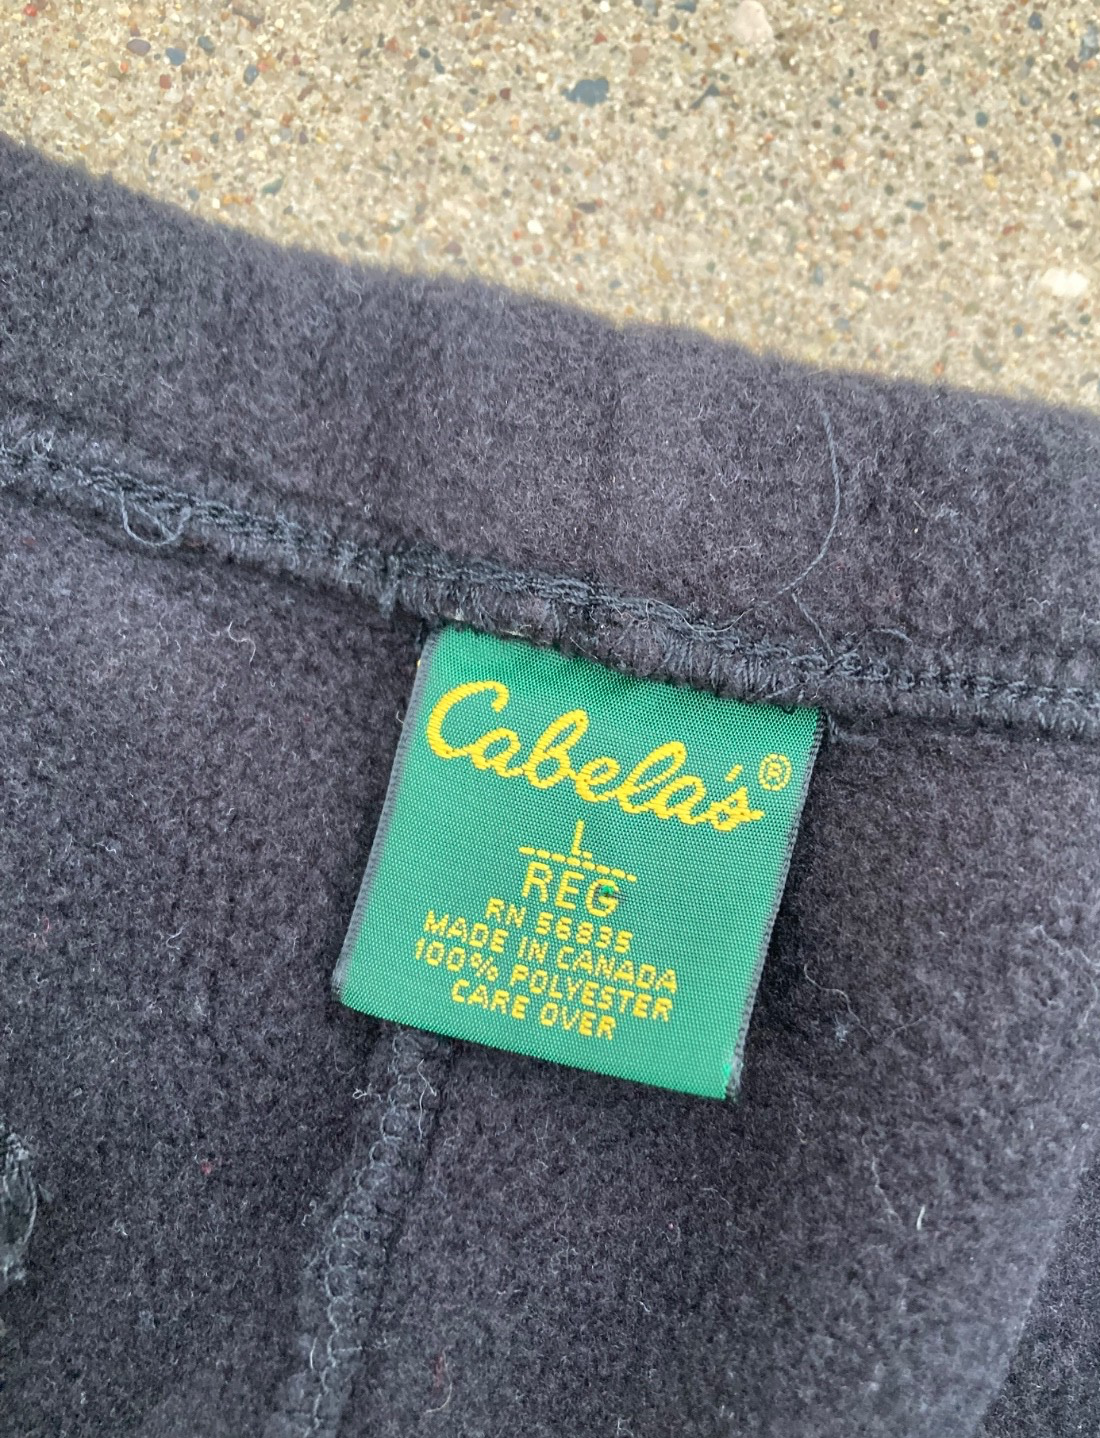 Cabela's®
L
REG
RN 56835
MADE IN CANADA
100% POLYESTER
CARE OVER